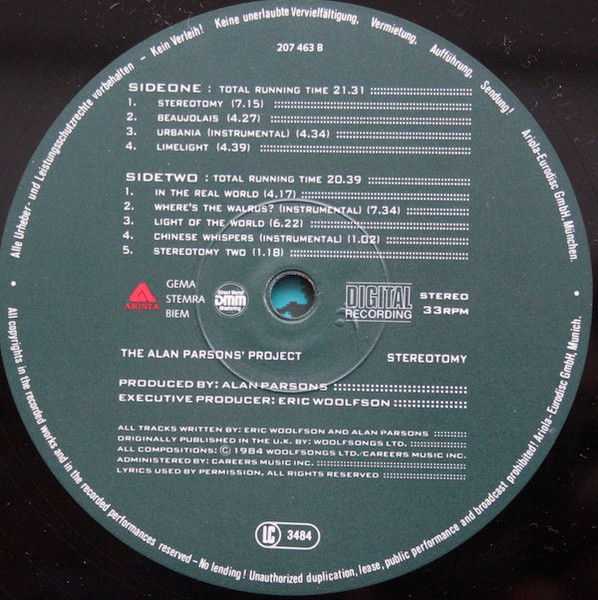 Alle Urheber- und Leistungsschutzrechte vorbehalten – Kein Verleih! Keine unerlaubte Vervielfältigung, Vermietung, Aufführung, Sendung! Ariola-Eurodisc GmbH, München.
207 463 B
SIDEONE : TOTAL RUNNING TIME 21.31
1. STEREOTOMY (7.15)
2. BEAUJOLAIS (4.27)
3. URBANIA (INSTRUMENTAL) (4.34)
4. LIMELIGHT (4.39)
SIDETWO : TOTAL RUNNING TIME 20.39
1. IN THE REAL WORLD (4.17)
2. WHERE'S THE WALRUS? (INSTRUMENTAL) (7.34)
3. LIGHT OF THE WORLD (6.22)
4. CHINESE WHISPERS (INSTRUMENTAL) (1.02)
5. STEREOTOMY TWO (1.18)
ARISTA
GEMA
STEMRA
BIEM
Direct Metal
DMM
Mastering
DIGITAL
RECORDING
STEREO
33RPM
THE ALAN PARSONS' PROJECT STEREOTOMY
PRODUCED BY: ALAN PARSONS
EXECUTIVE PRODUCER: ERIC WOOLFSON
ALL TRACKS WRITTEN BY: ERIC WOOLFSON AND ALAN PARSONS
ORIGINALLY PUBLISHED IN THE U.K. BY: WOOLFSONGS LTD.
ALL COMPOSITIONS: © 1984 WOOLFSONGS LTD./CAREERS MUSIC INC.
ADMINISTERED BY: CAREERS MUSIC INC.
LYRICS USED BY PERMISSION, ALL RIGHTS RESERVED
LC 3484
All copyrights in the recorded works and in the recorded performances reserved – No lending! Unauthorized duplication, lease, public performance and broadcast prohibited! Ariola - Eurodisc GmbH, Munich.